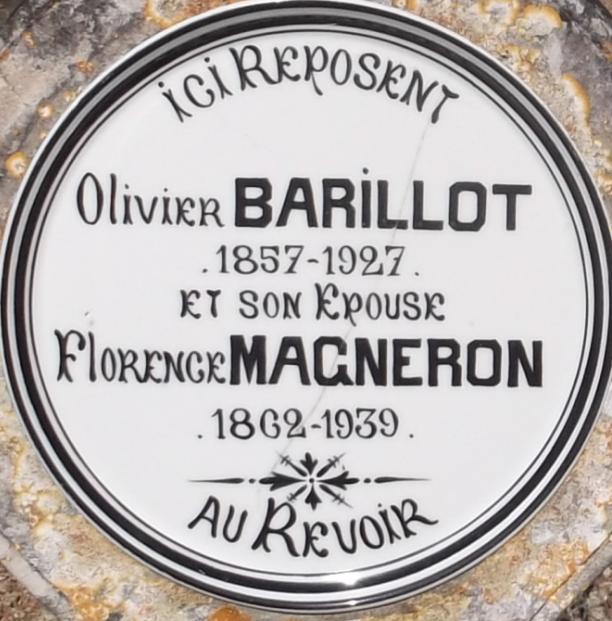 iCi REPOSENT
Olivier BARiLLOT
.1857-1927.
ET SON EPOUSE
FlORENCE MAGNERON
.1862-1939.
AU REVOIR